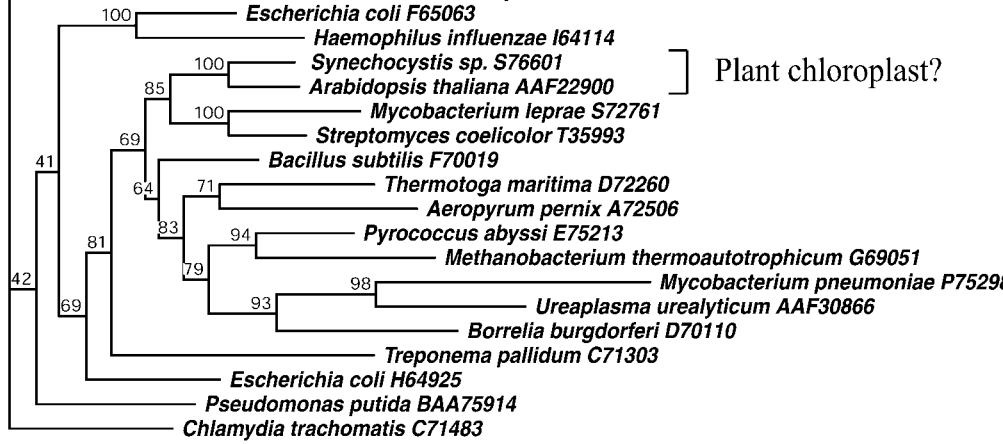 100 Escherichia coli F65063
Haemophilus influenzae I64114
100 Synechocystis sp. S76601
Plant chloroplast?
85 Arabidopsis thaliana AAF22900
100 Mycobacterium leprae S72761
69 Streptomyces coelicolor T35993
41 Bacillus subtilis F70019
64 71 Thermotoga maritima D72260
Aeropyrum pernix A72506
83 94 Pyrococcus abyssi E75213
81 Methanobacterium thermoautotrophicum G69051
42 79 98 Mycobacterium pneumoniae P75298
69 93 Ureaplasma urealyticum AAF30866
Borrelia burgdorferi D70110
Treponema pallidum C71303
Escherichia coli H64925
Pseudomonas putida BAA75914
Chlamydia trachomatis C71483